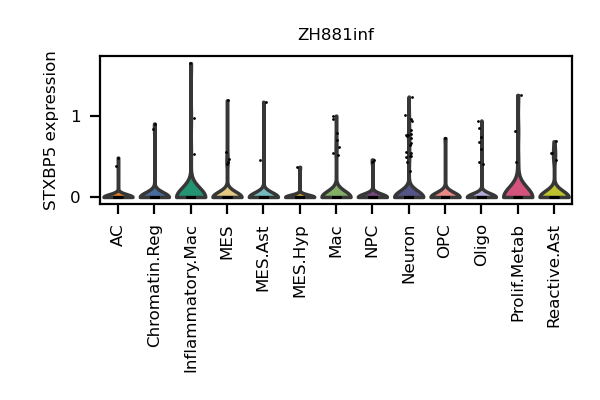 ZH881inf
STXBP5 expression
1
0
AC
Chromatin.Reg
Inflammatory.Mac
MES
MES.Ast
MES.Hyp
Mac
NPC
Neuron
OPC
Oligo
Prolif.Metab
Reactive.Ast